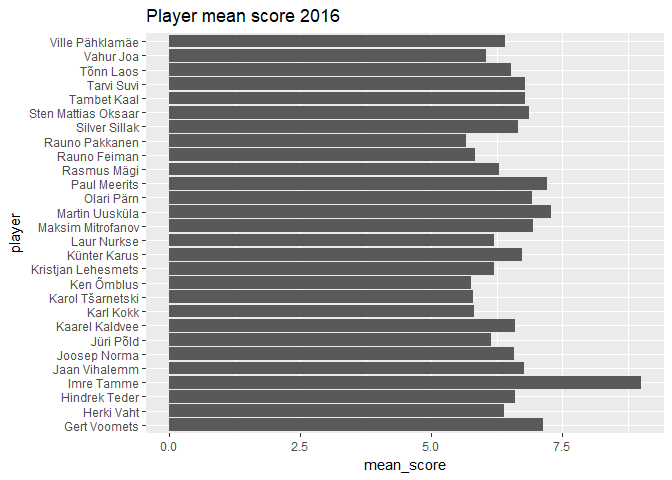 Player mean score 2016
Ville Pähklamäe
Vahur Joa
Tõnn Laos
Tarvi Suvi
Tambet Kaal
Sten Mattias Oksaar
Silver Sillak
Rauno Pakkanen
Rauno Feiman
Rasmus Mägi
Paul Meerits
Olari Pärn
Martin Uusküla
Maksim Mitrofanov
Laur Nurkse
Künter Karus
Kristjan Lehesmets
Ken Õmblus
Karol Tšarnetski
Karl Kokk
Kaarel Kaldvee
Jüri Põld
Joosep Norma
Jaan Vihalemm
Imre Tamme
Hindrek Teder
Herki Vaht
Gert Voomets
player
0.0 2.5 5.0 7.5
mean_score